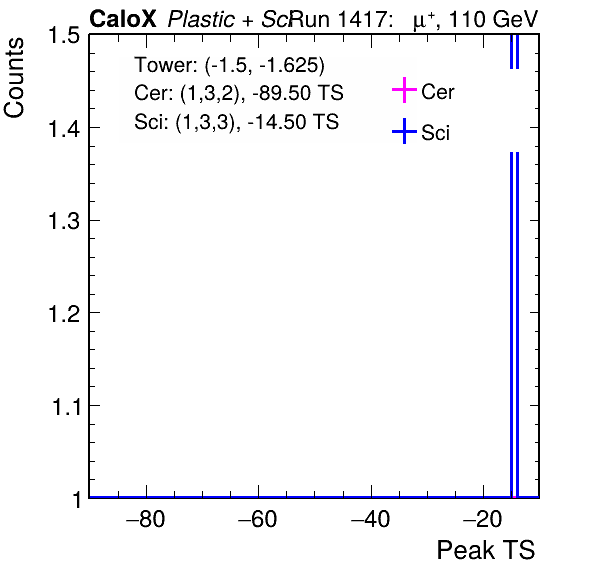 CaloX Plastic + Sci Run 1417: μ+, 110 GeV
Counts
Tower: (-1.5, -1.625)
Cer: (1,3,2), -89.50 TS
Sci: (1,3,3), -14.50 TS
Cer
Sci
1.5
1.4
1.3
1.2
1.1
1
−80 −60 −40 −20
Peak TS